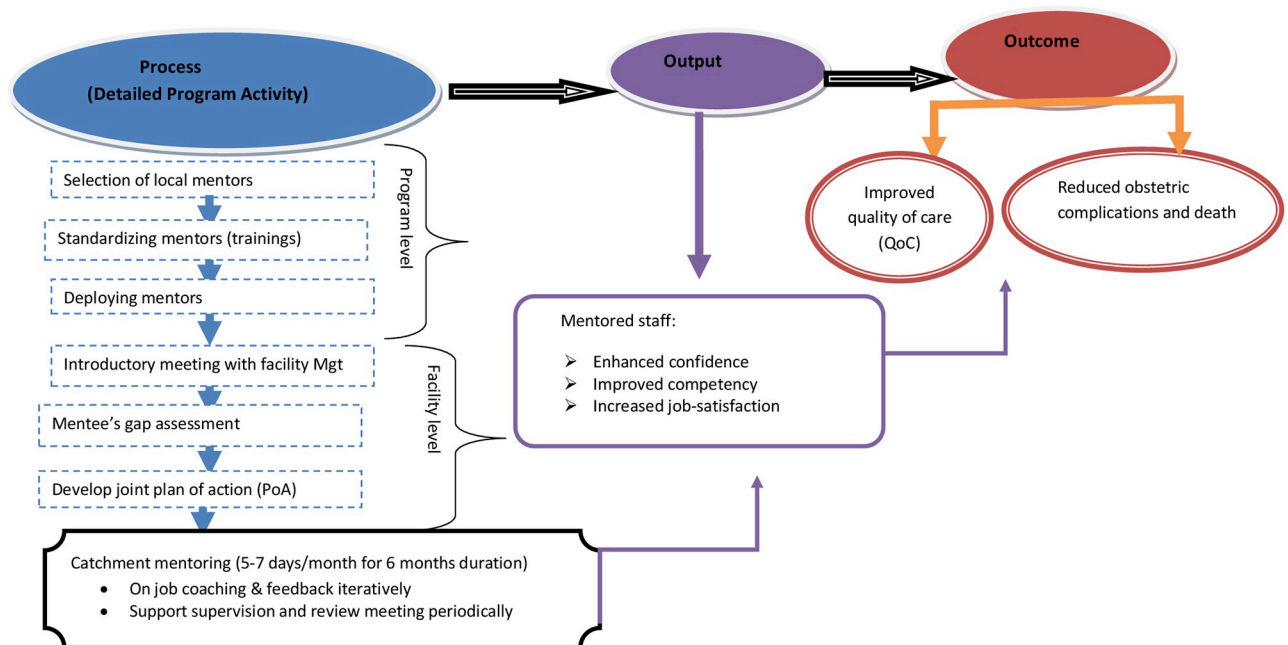 Process
(Detailed Program Activity)
Output
Outcome
Selection of local mentors
Standardizing mentors (trainings)
Deploying mentors
Program level
Introductory meeting with facility Mgt
Mentee’s gap assessment
Develop joint plan of action (PoA)
Facility level
Catchment mentoring (5-7 days/month for 6 months duration)
• On job coaching & feedback iteratively
• Support supervision and review meeting periodically
Mentored staff:
➢ Enhanced confidence
➢ Improved competency
➢ Increased job-satisfaction
Improved
quality of care
(QoC)
Reduced obstetric
complications and death